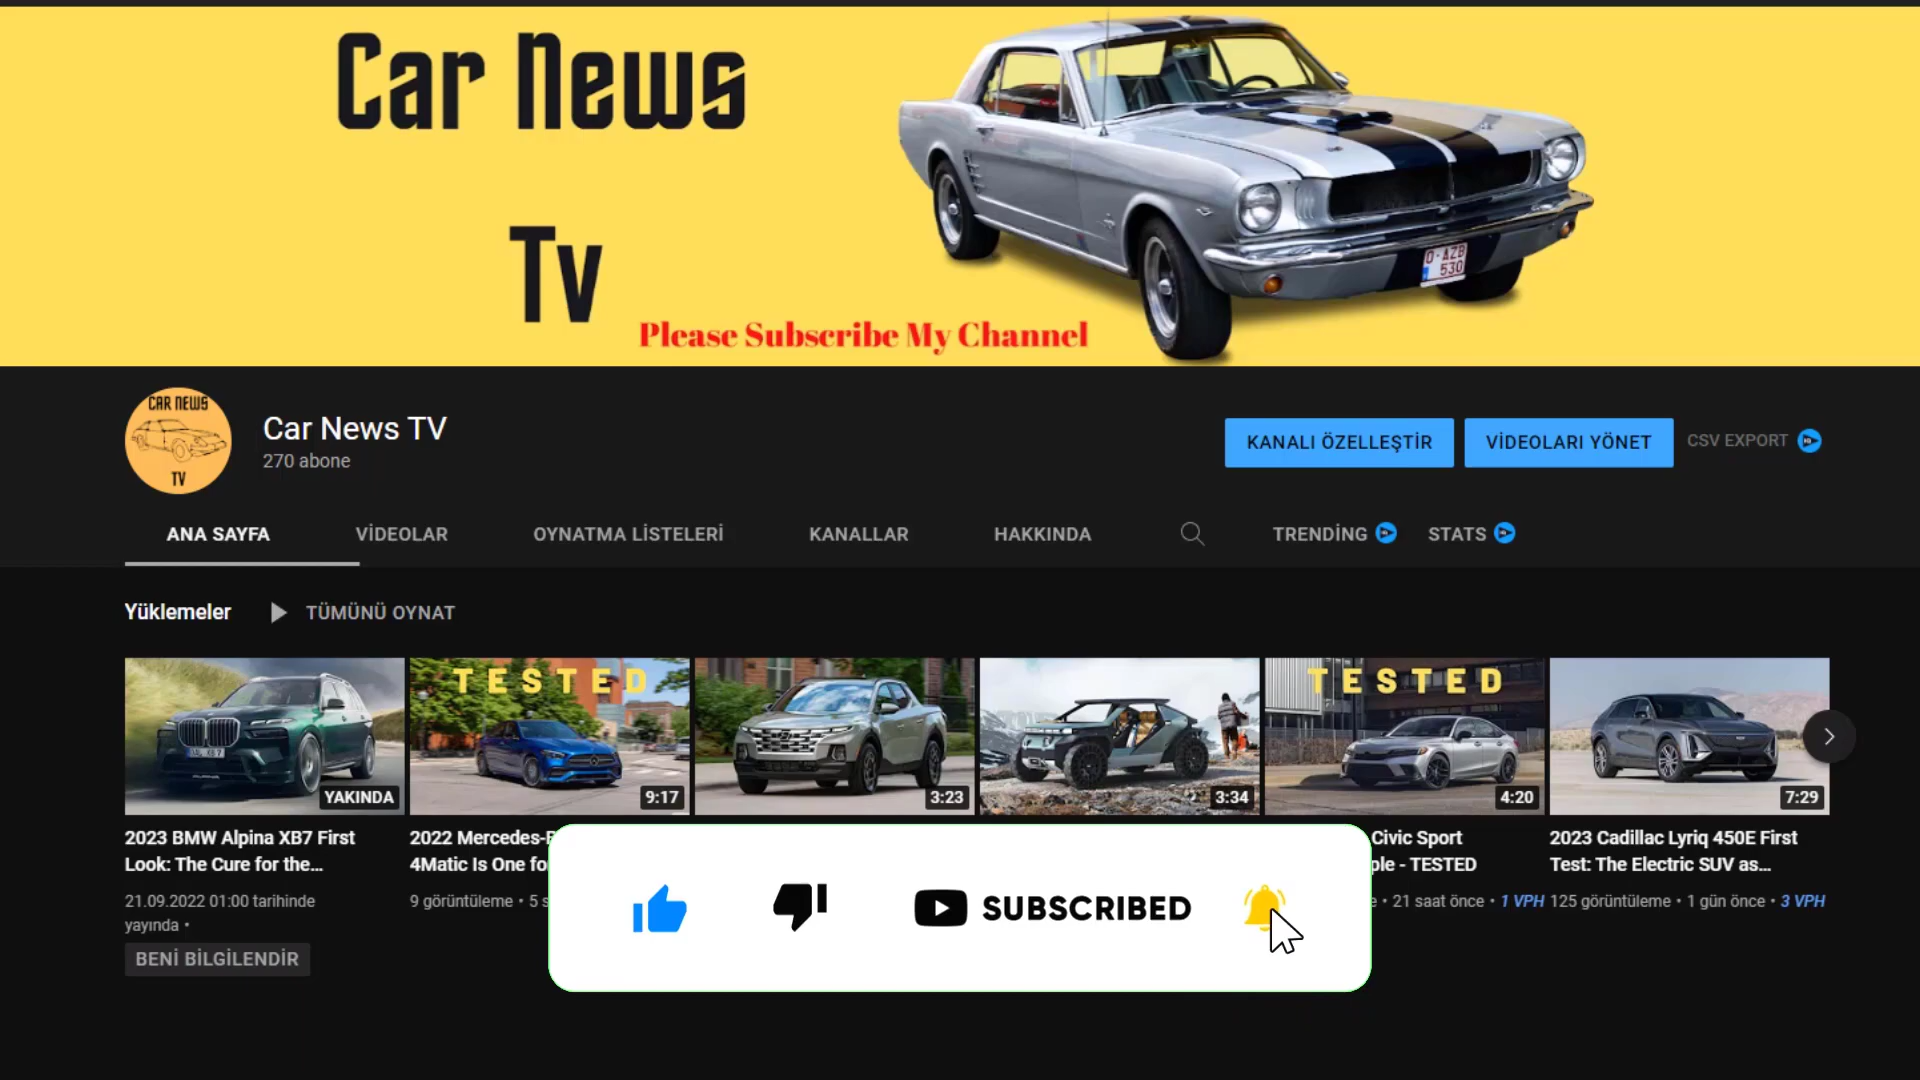 Car News
Tv
Please Subscribe My Channel
O·AZB
530
CAR NEWS
TV
Car News TV
270 abone
KANALI ÖZELLEŞTİR
VİDEOLARI YÖNET
CSV EXPORT
ANA SAYFA
VİDEOLAR
OYNATMA LİSTELERİ
KANALLAR
HAKKINDA
TRENDİNG
STATS
Yüklemeler
TÜMÜNÜ OYNAT
TESTED
TESTED
YAKINDA
9:17
3:23
3:34
4:20
7:29
2023 BMW Alpina XB7 First
Look: The Cure for the...
21.09.2022 01:00 tarihinde
yayında •
BENİ BİLGİLENDİR
2022 Mercedes-
4Matic Is One fo
9 görüntüleme • 5 s
Civic Sport
ple - TESTED
e • 21 saat önce • 1 VPH
2023 Cadillac Lyriq 450E First
Test: The Electric SUV as...
125 görüntüleme • 1 gün önce • 3 VPH
SUBSCRIBED